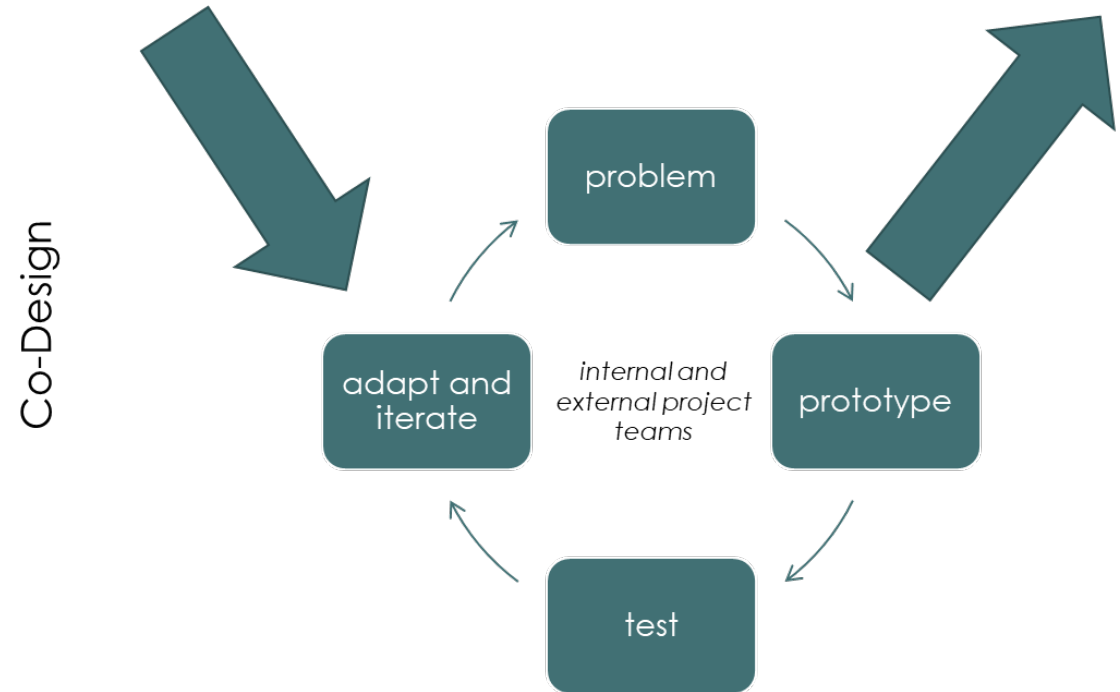 Co-Design
problem
adapt and
iterate
internal and
external project
teams
prototype
test